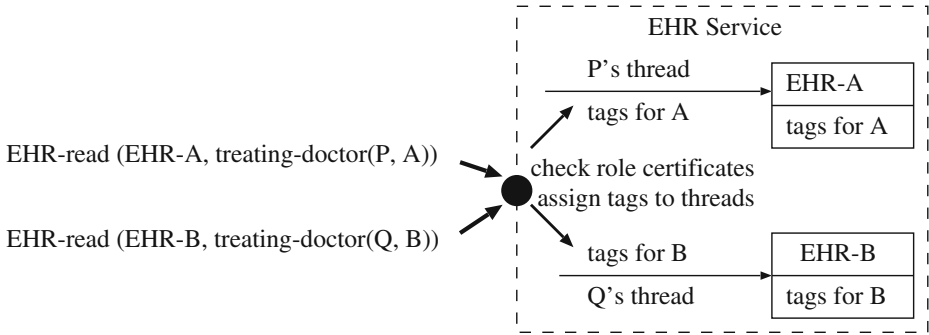 EHR Service
P's thread
tags for A
EHR-A
tags for A
EHR-read (EHR-A, treating-doctor(P, A))
check role certificates
assign tags to threads
EHR-read (EHR-B, treating-doctor(Q, B))
tags for B
Q's thread
EHR-B
tags for B